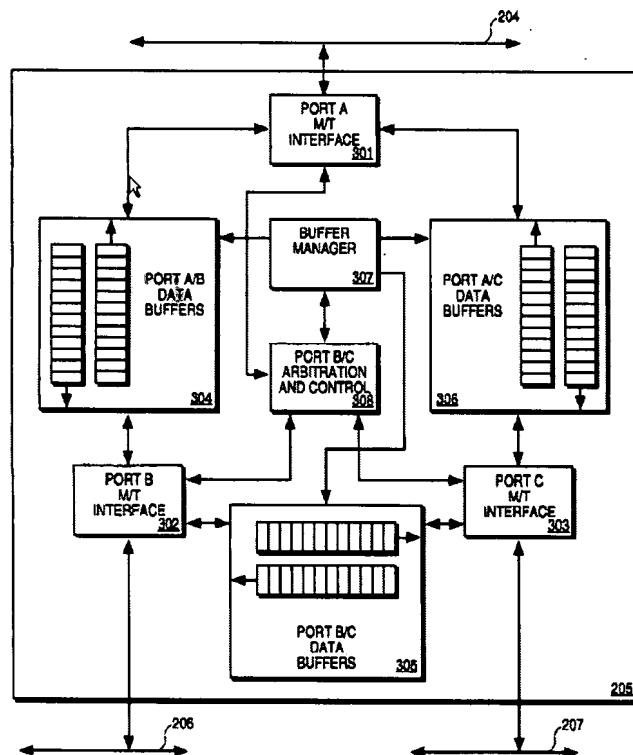 204
PORT A
M/T
INTERFACE
301
PORT A/B
DATA
BUFFERS
304
BUFFER
MANAGER
307
PORT A/C
DATA
BUFFERS
306
PORT B/C
ARBITRATION
AND CONTROL
308
PORT B
M/T
INTERFACE
302
PORT C
M/T
INTERFACE
303
PORT B/C
DATA
BUFFERS
305
205
206
207